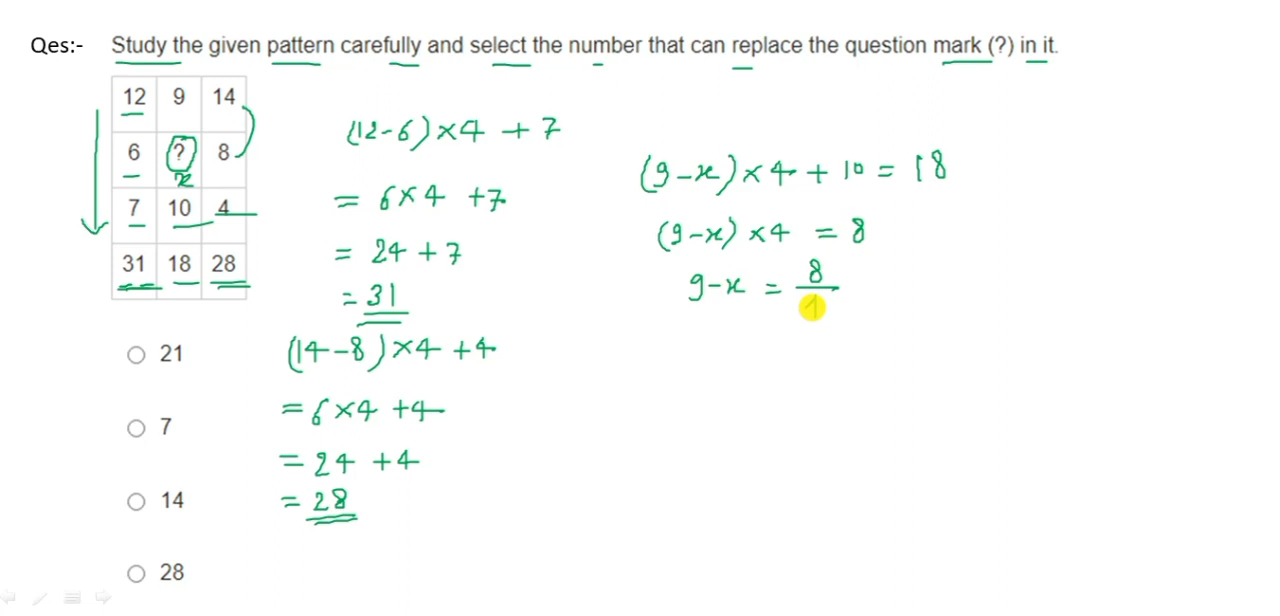 Qes:- Study the given pattern carefully and select the number that can replace the question mark (?) in it.
12 9 14
6 ? 8
x
7 10 4
31 18 28
21
7
14
28
(12-6)×4 + 7
= 6×4 +7
= 24 + 7
= 31
(14-8)×4 +4
= 6×4 +4
= 24 +4
= 28
(9-x)×4 + 10 = 18
(9-x)×4 = 8
9-x = 8